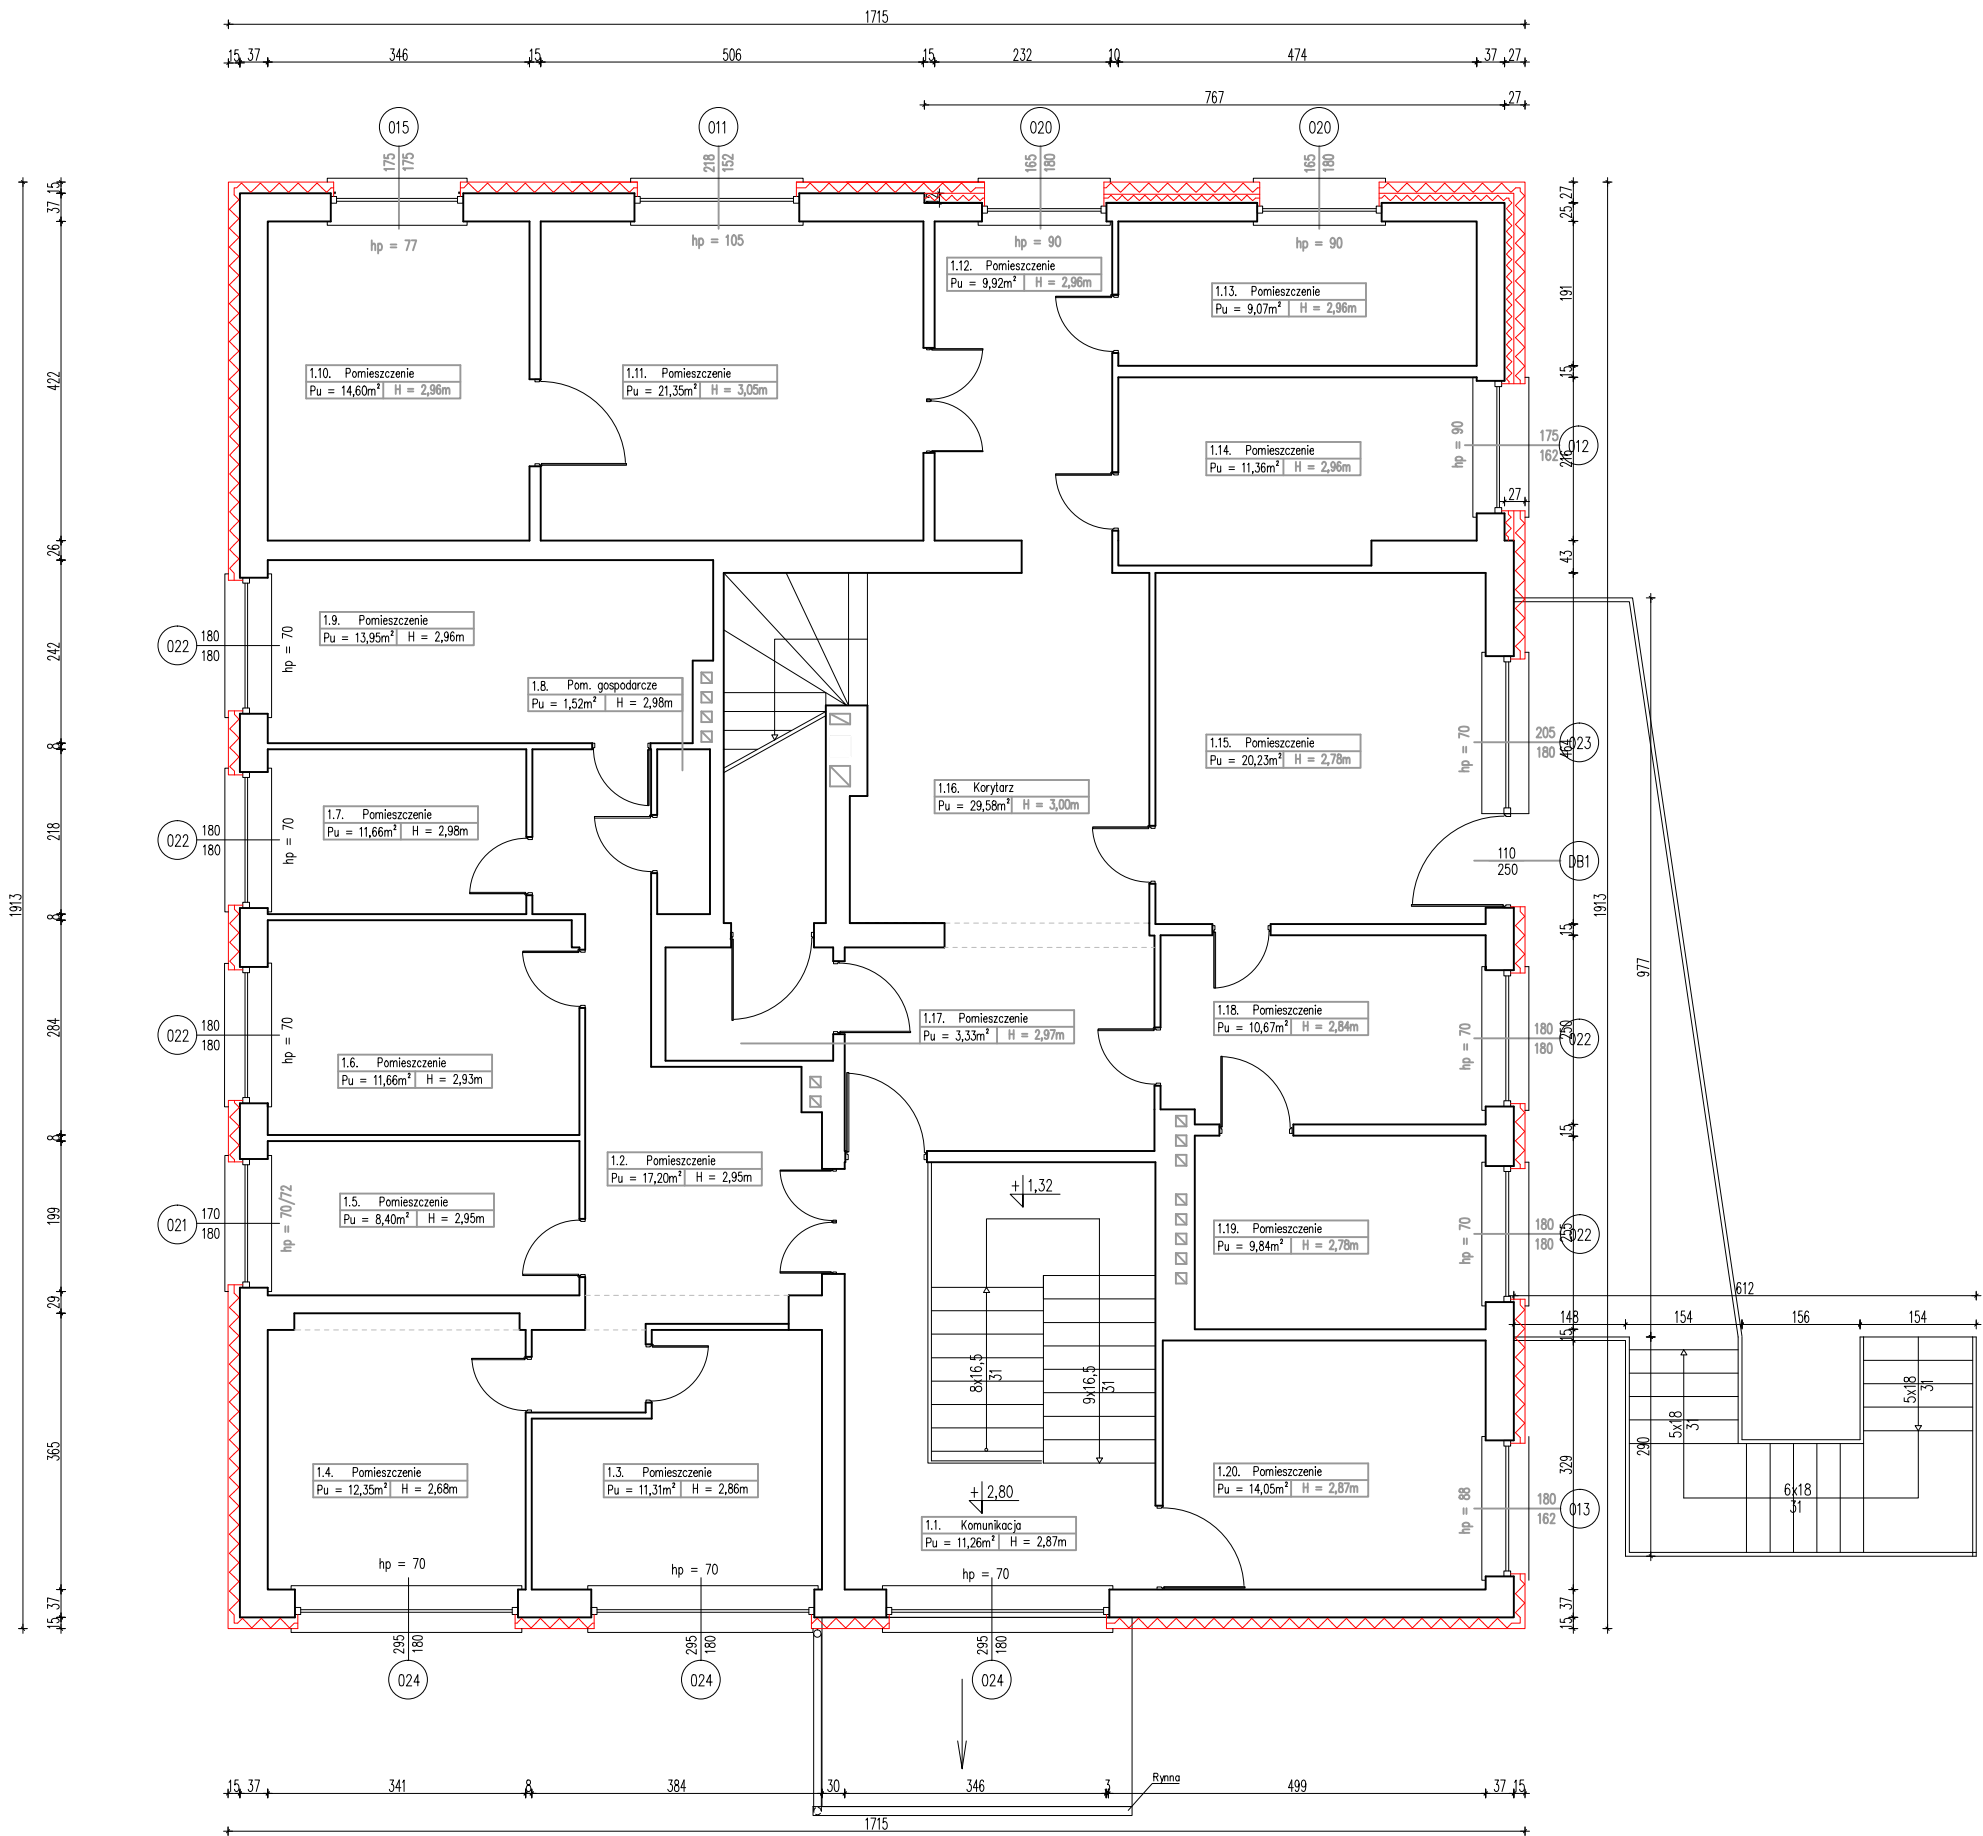 1715
15 37 346 15 506 15 232 10 474 37 27
767 27
015 011 020 020
175 175 218 152 165 180 165 180
hp = 77 hp = 105 hp = 90 hp = 90
1.12. Pomieszczenie
Pu = 9,92m² H = 2,96m
1.13. Pomieszczenie
Pu = 9,07m² H = 2,96m
1.10. Pomieszczenie
Pu = 14,60m² H = 2,96m
1.11. Pomieszczenie
Pu = 21,35m² H = 3,05m
1.14. Pomieszczenie
Pu = 11,36m² H = 2,96m
hp = 90
175
162
012
27
1.9. Pomieszczenie
Pu = 13,95m² H = 2,96m
022
180
180
hp = 70
1.8. Pom. gospodarcze
Pu = 1,52m² H = 2,98m
1.15. Pomieszczenie
Pu = 20,23m² H = 2,78m
hp = 70
205
180
023
1.16. Korytarz
Pu = 29,58m² H = 3,00m
1.7. Pomieszczenie
Pu = 11,66m² H = 2,98m
022
180
180
hp = 70
110
250
DB1
1.6. Pomieszczenie
Pu = 11,66m² H = 2,93m
022
180
180
hp = 70
1.17. Pomieszczenie
Pu = 3,33m² H = 2,97m
1.18. Pomieszczenie
Pu = 10,67m² H = 2,84m
hp = 70
180
180
022
1.2. Pomieszczenie
Pu = 17,20m² H = 2,95m
+ 1,32
1.5. Pomieszczenie
Pu = 8,40m² H = 2,95m
021
170
180
hp = 70/72
1.19. Pomieszczenie
Pu = 9,84m² H = 2,78m
hp = 70
180
180
022
8x16,5
31
9x16,5
31
1.4. Pomieszczenie
Pu = 12,35m² H = 2,68m
1.3. Pomieszczenie
Pu = 11,31m² H = 2,86m
+ 2,80
1.1. Komunikacja
Pu = 11,26m² H = 2,87m
1.20. Pomieszczenie
Pu = 14,05m² H = 2,87m
hp = 88
180
162
013
hp = 70 hp = 70 hp = 70
295 180 295 180 295 180
024 024 024
1913
15 37 422 26 242 8 218 8 284 8 199 29 365 37 15
27 25 191 15 216 43 464 15 250 15 255 15 329 37 15
1913
977
290
612
148 154 156 154
5x18
31
6x18
31
5x18
31
Rynna
15 37 341 8 384 30 346 3 499 37 15
1715